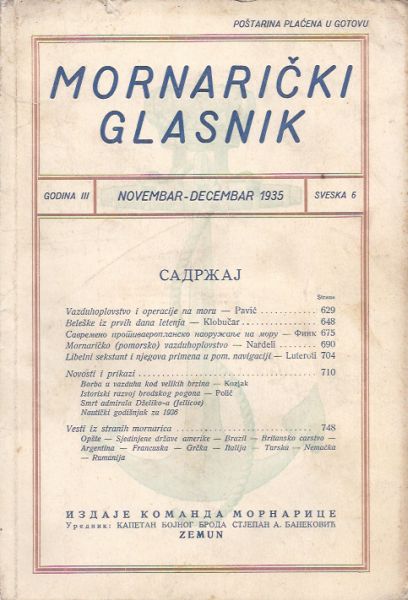 POŠTARINA PLAĆENA U GOTOVU
MORNARIČKI
GLASNIK
GODINA III
NOVEMBAR-DECEMBAR 1935
SVESKA 6
САДРЖАЈ
Strana
Vazduhoplovstvo i operacije na moru — Pavić 629
Beleške iz prvih dana letenja — Klobučar 648
Савремено противаеропланско наоружање на мору — Финк 675
Mornaričko (pomorsko) vazduhoplovstvo — Nardeli 690
Libelni sekstant i njegova primena u pom. navigaciji — Luteroti 704
Novosti i prikazi 710
Borba u vazduhu kod velikih brzina — Kozjak
Istoriski razvoj brodskog pogona — Polić
Smrt admirala Dželiko-a (Jellicoe)
Nautički godišnjak za 1936
Vesti iz stranih mornarica 748
Opšte — Sjedinjene države amerike — Brazil — Britansko carstvo —
Argentina — Francuska — Grčka — Italija — Turska — Nemačka
— Rumunija
ИЗДАЈЕ КОМАНДА МОРНАРИЦЕ
Уредник: КАПЕТАН БОЈНОГ БРОДА СТЈЕПАН А. БАНЕКОВИЋ
ZEMUN